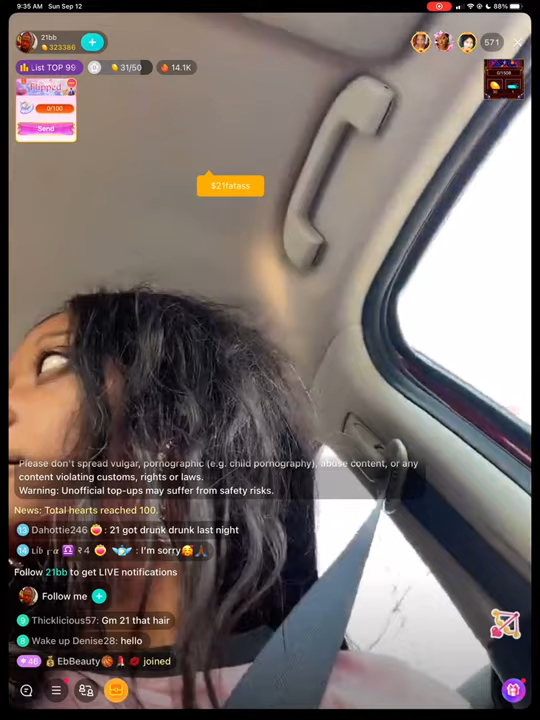 9:35 AM Sun Sep 12
88%
21bb
323386
571
List TOP 99
31/50
14.1K
Flipped
0/100
Send
$21fatass
Please don't spread vulgar, pornographic (e.g. child pornography), abuse content, or any
content violating customs, rights or laws.
Warning: Unofficial top-ups may suffer from safety risks.
News: Total hearts reached 100.
13 Dahottie246 : 21 got drunk drunk last night
14 : I'm sorry🥰🙏🏾
Follow 21bb to get LIVE notifications
Follow me
9 Thicklicious57: Gm 21 that hair
8 Wake up Denise28: hello
46 💰EbBeauty🏀💄💋 joined